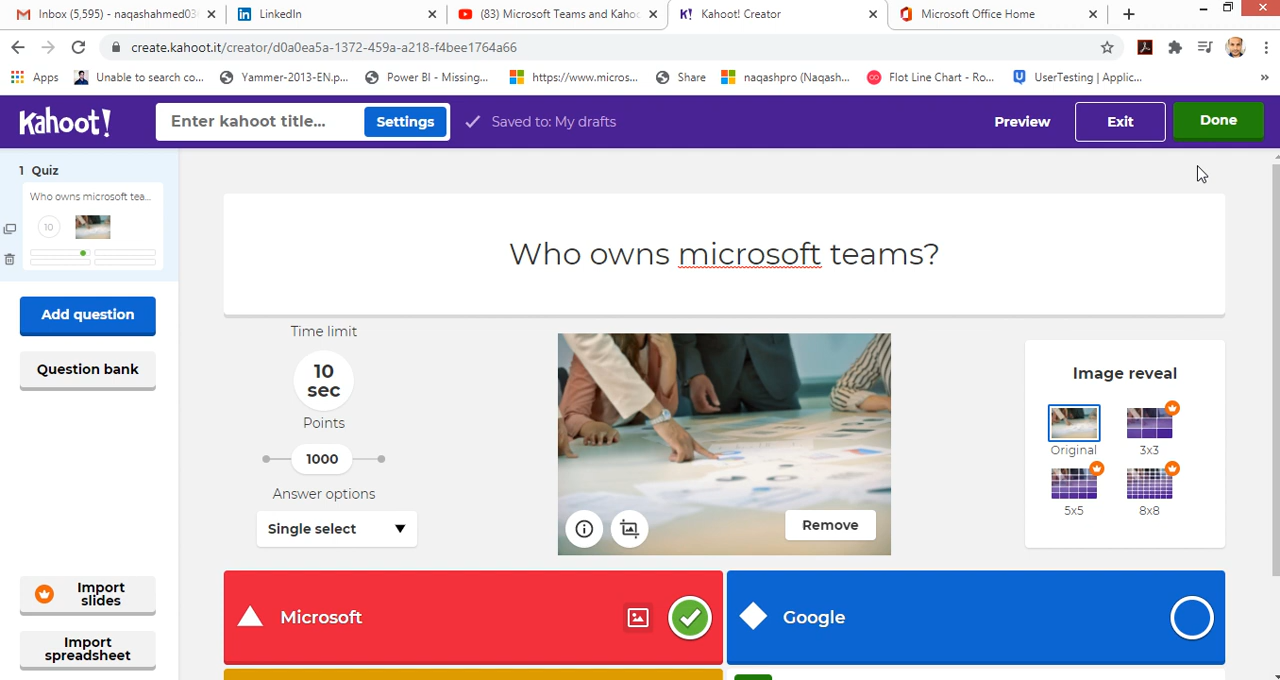 Inbox (5,595) - naqashahmed03
LinkedIn
(83) Microsoft Teams and Kahoo
K! Kahoot! Creator
Microsoft Office Home
create.kahoot.it/creator/d0a0ea5a-1372-459a-a218-f4bee1764a66
Apps
Unable to search co...
Yammer-2013-EN.p...
Power BI - Missing...
https://www.micros...
Share
naqashpro (Naqash...
Flot Line Chart - Ro...
UserTesting | Applic...
»
Kahoot!
Enter kahoot title...
Settings
Saved to: My drafts
Preview
Exit
Done
1 Quiz
Who owns microsoft tea...
10
Add question
Question bank
Import slides
Import spreadsheet
Who owns microsoft teams?
Time limit
10
sec
Points
1000
Answer options
Single select
Remove
Image reveal
Original
3x3
5x5
8x8
Microsoft
Google